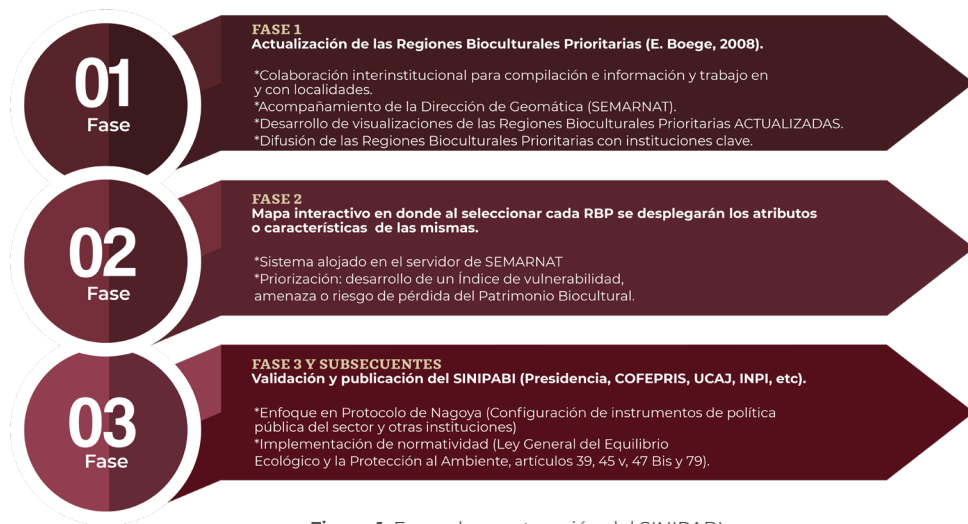 01
Fase
FASE 1
Actualización de las Regiones Bioculturales Prioritarias (E. Boege, 2008).
*Colaboración interinstitucional para compilación e información y trabajo en
y con localidades.
*Acompañamiento de la Dirección de Geomática (SEMARNAT).
*Desarrollo de visualizaciones de las Regiones Bioculturales Prioritarias ACTUALIZADAS.
*Difusión de las Regiones Bioculturales Prioritarias con instituciones clave.
02
Fase
FASE 2
Mapa interactivo en donde al seleccionar cada RBP se desplegarán los atributos
o características de las mismas.
*Sistema alojado en el servidor de SEMARNAT
*Priorización: desarrollo de un Índice de vulnerabilidad,
amenaza o riesgo de pérdida del Patrimonio Biocultural.
03
Fase
FASE 3 Y SUBSECUENTES
Validación y publicación del SINIPABI (Presidencia, COFEPRIS, UCAJ, INPI, etc).
*Enfoque en Protocolo de Nagoya (Configuración de instrumentos de política
pública del sector y otras instituciones)
*Implementación de normatividad (Ley General del Equilibrio
Ecológico y la Protección al Ambiente, artículos 39, 45 v, 47 Bis y 79).